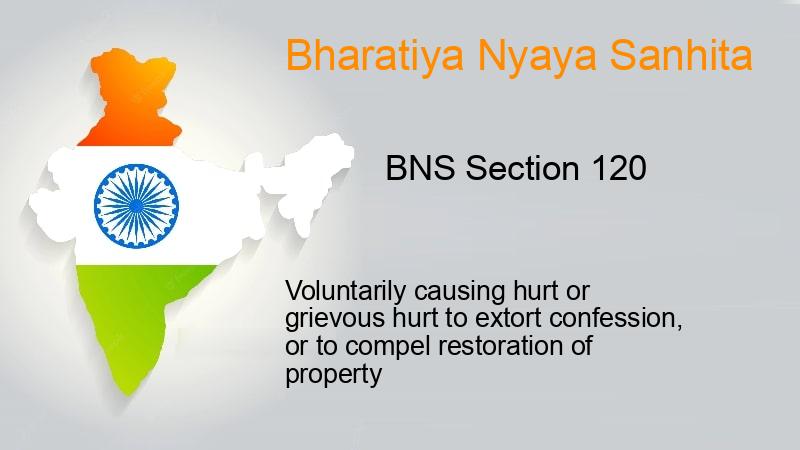 Bharatiya Nyaya Sanhita
BNS Section 120
Voluntarily causing hurt or
grievous hurt to extort confession,
or to compel restoration of
property